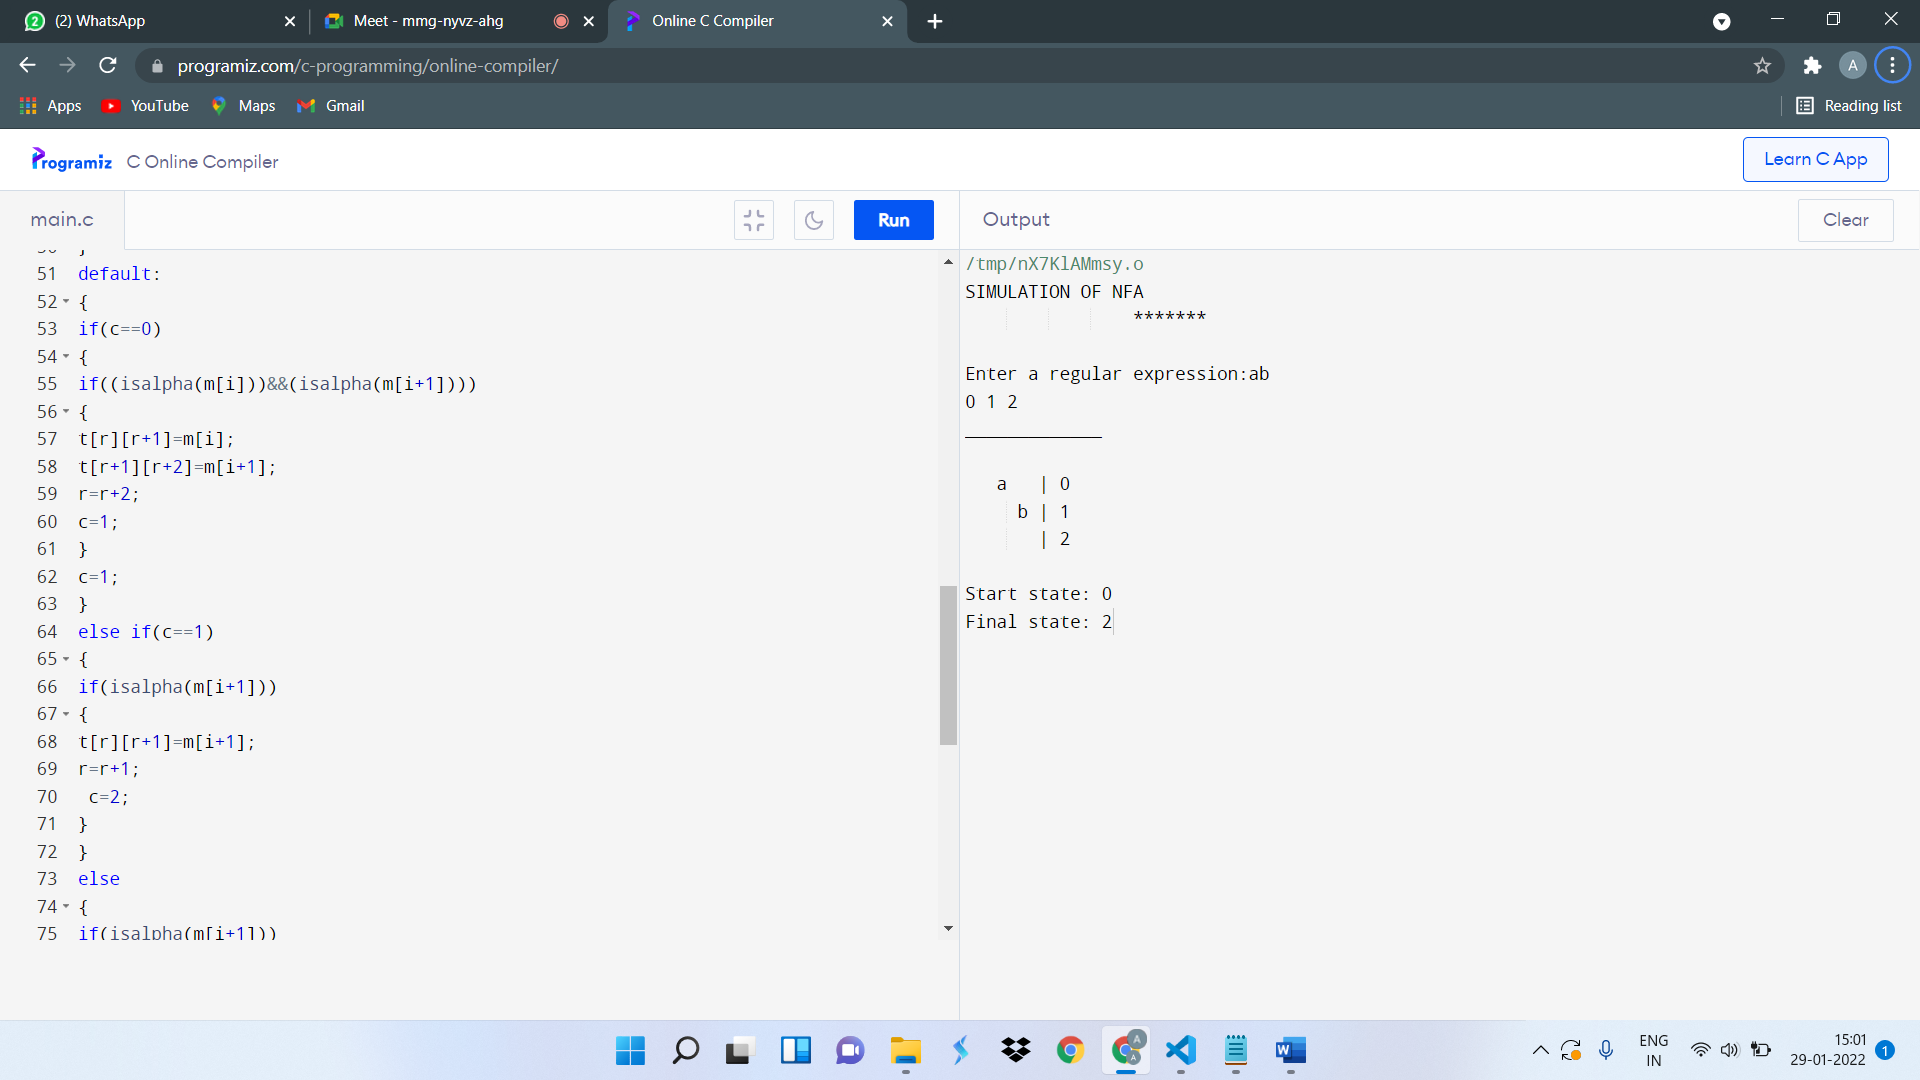 (2) WhatsApp
Meet - mmg-nyvz-ahg
Online C Compiler
programiz.com/c-programming/online-compiler/
A
Apps
YouTube
Maps
Gmail
Reading list
Programiz
C Online Compiler
Learn C App
main.c
Run
Output
Clear
51 default:
52 {
53 if(c==0)
54 {
55 if((isalpha(m[i]))&&(isalpha(m[i+1])))
56 {
57 t[r][r+1]=m[i];
58 t[r+1][r+2]=m[i+1];
59 r=r+2;
60 c=1;
61 }
62 c=1;
63 }
64 else if(c==1)
65 {
66 if(isalpha(m[i+1]))
67 {
68 t[r][r+1]=m[i+1];
69 r=r+1;
70 c=2;
71 }
72 }
73 else
74 {
75 if(isalpha(m[i+1]))
/tmp/nX7KlAMmsy.o
SIMULATION OF NFA
*******
Enter a regular expression:ab
0 1 2
_____________
a | 0
b | 1
| 2
Start state: 0
Final state: 2
ENG
IN
15:01
29-01-2022
1